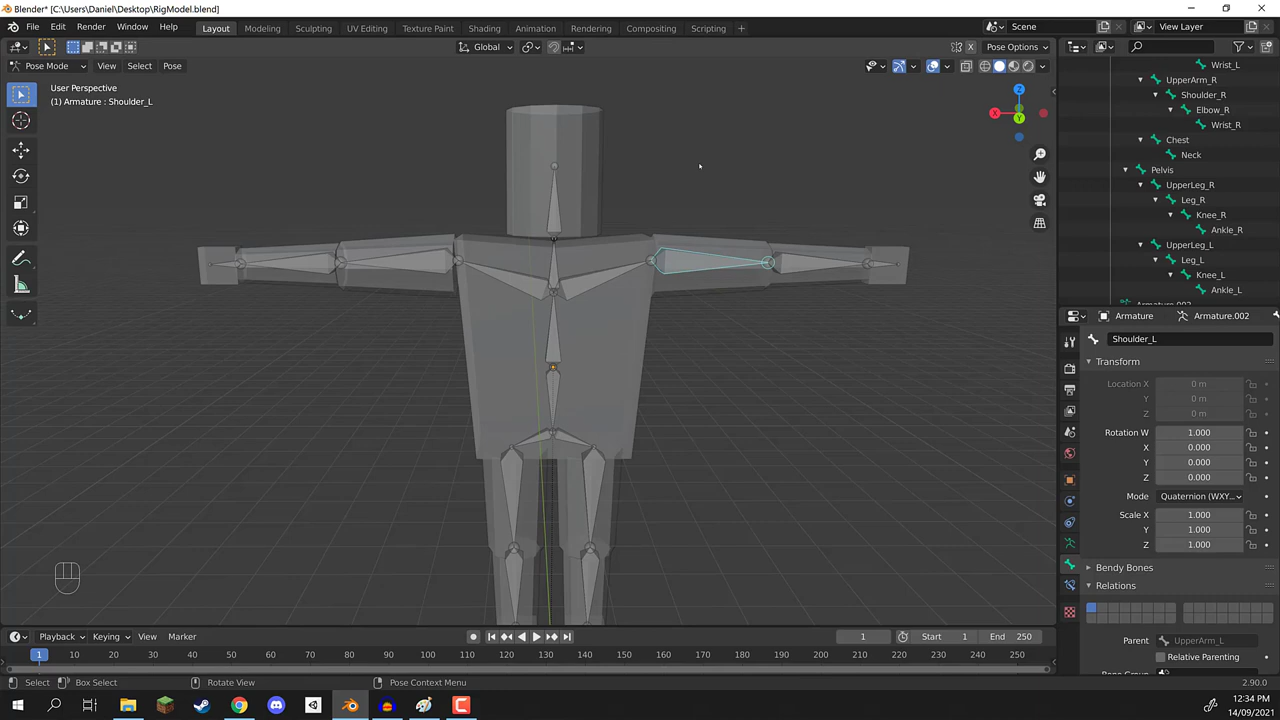 Blender* [C:\Users\Daniel\Desktop\RigModel.blend]
File Edit Render Window Help Layout Modeling Sculpting UV Editing Texture Paint Shading Animation Rendering Compositing Scripting + Scene View Layer
Global Pose Options
Pose Mode View Select Pose
User Perspective
(1) Armature : Shoulder_L
Z
X
Y
Wrist_L
UpperArm_R
Shoulder_R
Elbow_R
Wrist_R
Chest
Neck
Pelvis
UpperLeg_R
Leg_R
Knee_R
Ankle_R
UpperLeg_L
Leg_L
Knee_L
Ankle_L
Armature.002
Armature Armature.002
Shoulder_L
Transform
Location X 0 m
Y 0 m
Z 0 m
Rotation W 1.000
X 0.000
Y 0.000
Z 0.000
Mode Quaternion (WXY...
Scale X 1.000
Y 1.000
Z 1.000
Bendy Bones
Relations
Parent UpperArm_L
Relative Parenting
Bone Group
Playback Keying View Marker 1 Start 1 End 250
1 10 20 30 40 50 60 70 80 90 100 110 120 130 140 150 160 170 180 190 200 210 220 230 240 250
Select Box Select Rotate View Pose Context Menu 2.90.0
12:34 PM
14/09/2021